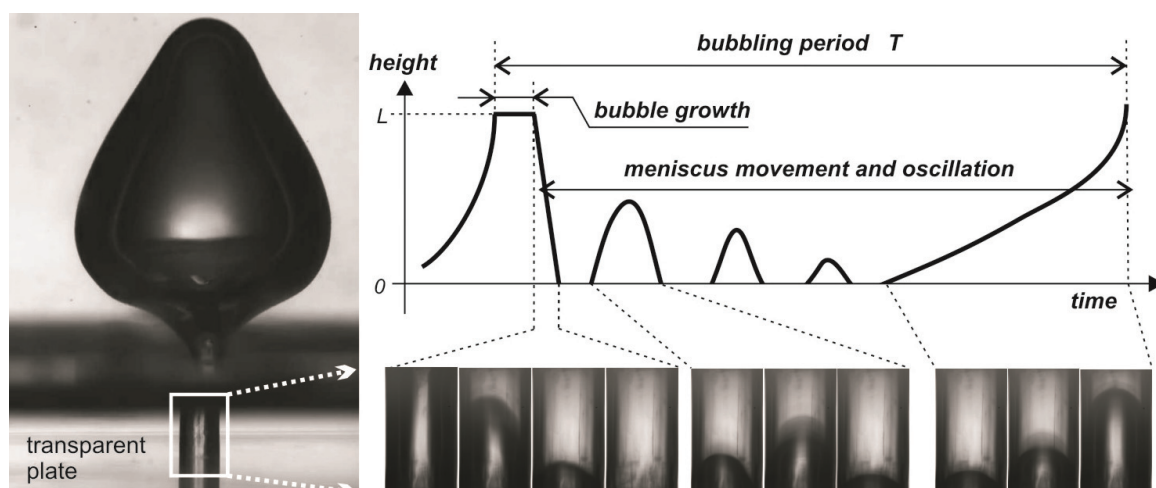 bubbling period T
height
L
bubble growth
meniscus movement and oscillation
0
time
transparent
plate